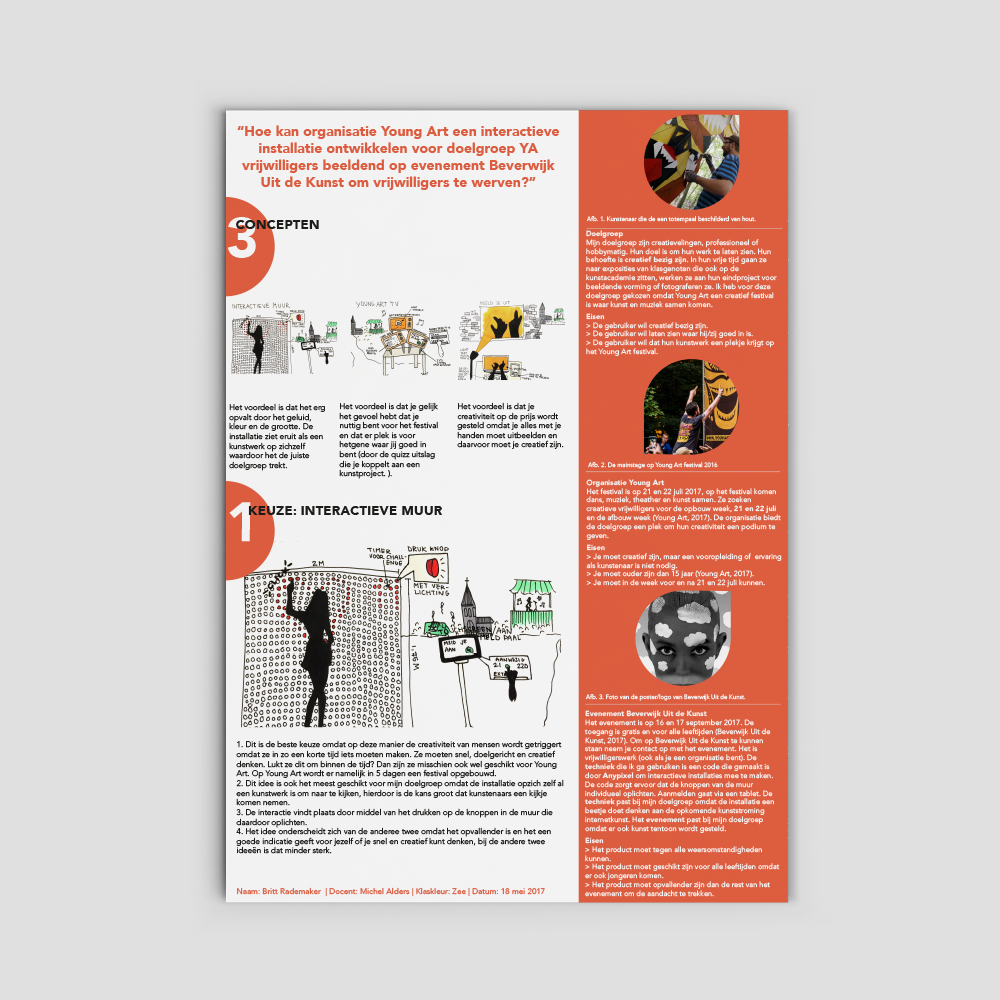 “Hoe kan organisatie Young Art een interactieve
installatie ontwikkelen voor doelgroep YA
vrijwilligers beeldend op evenement Beverwijk
Uit de Kunst om vrijwilligers te werven?”
3
CONCEPTEN
INTERACTIEVE MUUR
YOUNG ART TV
Het voordeel is dat het erg
opvalt door het geluid,
kleur en de grootte. De
installatie ziet eruit als een
kunstwerk op zichzelf
waardoor het de juiste
doelgroep trekt.
Het voordeel is dat je gelijk
het gevoel hebt dat je
nuttig bent voor het festival
en dat er plek is voor
hetgene waar jij goed in
bent (door de quizz uitslag
die je koppelt aan een
kunstproject. ).
Het voordeel is dat je
creativiteit op de prijs wordt
gesteld omdat je alles met je
handen moet uitbeelden en
daarvoor moet je creatief zijn.
1
KEUZE: INTERACTIEVE MUUR
2M
TIMER
VOOR CHALL-
ENGE
DRUK KNOP
MET VER-
LICHTING
MELD JE
AAN
AANWEZIG
21 22
1. Dit is de beste keuze omdat op deze manier de creativiteit van mensen wordt getriggert
omdat ze in zo een korte tijd iets moeten maken. Ze moeten snel, doelgericht en creatief
denken. Lukt ze dit om binnen de tijd? Dan zijn ze misschien ook wel geschikt voor Young
Art. Op Young Art wordt er namelijk in 5 dagen een festival opgebouwd.
2. Dit idee is ook het meest geschikt voor mijn doelgroep omdat de installatie opzich zelf al
een kunstwerk is om naar te kijken, hierdoor is de kans groot dat kunstenaars een kijkje
komen nemen.
3. De interactie vindt plaats door middel van het drukken op de knoppen in de muur die
daardoor oplichten.
4. Het idee onderscheidt zich van de anderee twee omdat het opvallender is en het een
goede indicatie geeft voor jezelf of je snel en creatief kunt denken, bij de andere twee
ideeën is dat minder sterk.
Naam: Britt Rademaker | Docent: Michel Alders | Klaskleur: Zee | Datum: 18 mei 2017
Afb. 1. Kunstenaar die de een totempaal beschilderd van hout.
Doelgroep
Mijn doelgroep zijn creatievelingen, professioneel of
hobbymatig. Hun doel is om hun werk te laten zien. Hun
behoefte is creatief bezig zijn. In hun vrije tijd gaan ze
naar exposities van klasgenoten die ook op de
kunstacademie zitten, werken ze aan hun eindproject voor
beeldende vorming of fotograferen ze. Ik heb voor deze
doelgroep gekozen omdat Young Art een creatief festival
is waar kunst en muziek samen komen.
Eisen
> De gebruiker wil creatief bezig zijn.
> De gebruiker wil laten zien waar hij/zij goed in is.
> De gebruiker wil dat hun kunstwerk een plekje krijgt op
het Young Art festival.
Afb. 2. De mainstage op Young Art festival 2016
Organisatie Young Art
Het festival is op 21 en 22 juli 2017, op het festival komen
dans, muziek, theather en kunst samen. Ze zoeken
creatieve vrijwilligers voor de opbouw week, 21 en 22 juli
en de afbouw week (Young Art, 2017). De organisatie biedt
de doelgroep een plek om hun creativiteit een podium te
geven.
Eisen
> Je moet creatief zijn, maar een vooropleiding of ervaring
als kunstenaar is niet nodig.
> Je moet ouder zijn dan 15 jaar (Young Art, 2017).
> Je moet in de week voor en na 21 en 22 juli kunnen.
Afb. 3. Foto van de poster/logo van Beverwijk Uit de Kunst.
Evenement Beverwijk Uit de Kunst
Het evenement is op 16 en 17 september 2017. De
toegang is gratis en voor alle leeftijden (Beverwijk Uit de
Kunst, 2017). Om op Beverwijk Uit de Kunst te kunnen
staan neem je contact op met het evenement. Het is
vrijwilligerswerk (ook als je een organisatie bent). De
techniek die ik ga gebruiken is een code die gemaakt is
door Anypixel om interactieve installaties mee te maken.
De code zorgt ervoor dat de knoppen van de muur
individueel oplichten. Aanmelden gaat via een tablet. De
techniek past bij mijn doelgroep omdat de installatie een
beetje doet denken aan de opkomende kunststroming
internetkunst. Het evenement past bij mijn doelgroep
omdat er ook kunst tentoon wordt gesteld.
Eisen
> Het product moet tegen alle weersomstandigheden
kunnen.
> Het product moet geschikt zijn voor alle leeftijden omdat
er ook jongeren komen.
> Het product moet opvallender zijn dan de rest van het
evenement om de aandacht te trekken.